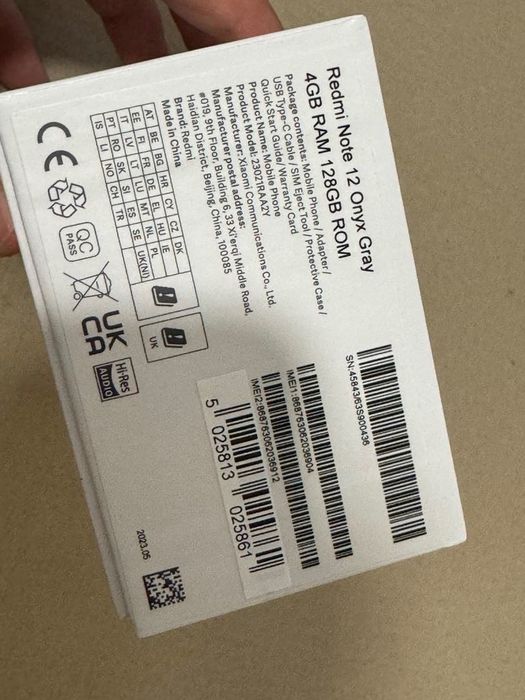 Redmi Note 12 Onyx Gray
4GB RAM 128GB ROM
Package contents: Mobile Phone / Adapter /
USB Type-C Cable / SIM Eject Tool / Protective Case /
Quick Start Guide/ Warranty Card
Product Name: Mobile Phone
Product Model: 23021RAA2Y
Manufacturer: Xiaomi Communications Co., Ltd.
Manufacturer postal address:
#019, 9th Floor, Building 6, 33 Xi'erqi Middle Road,
Haidian District, Beijing, China, 100085
Brand: Redmi
Made in China
AT BE BG HR CY CZ DK
EE FI FR DE EL HU IE
IT LV LT LU MT NL PL
PT RO SK SI ES SE UK(NI)
IS LI NO CH TR
UK
CE
QC
PASS
UK
CA
Hi-Res
AUDIO
SN:45843/63S900436
IMEI1:868763062036904
IMEI2:868763062036912
5 025813 025861
2023.05